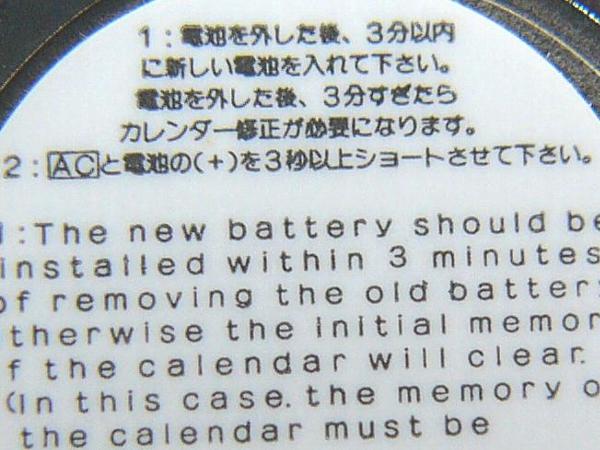 1:電池を外した後、3分以内
に新しい電池を入れて下さい。
電池を外した後、3分すぎたら
カレンダー修正が必要になります。
2:ACと電池の(+)を3秒以上ショートさせて下さい。
1:The new battery should be
installed within 3 minutes
of removing the old battery
therwise the initial memor
f the calendar will clear.
(In this case. the memory o
the calendar must be